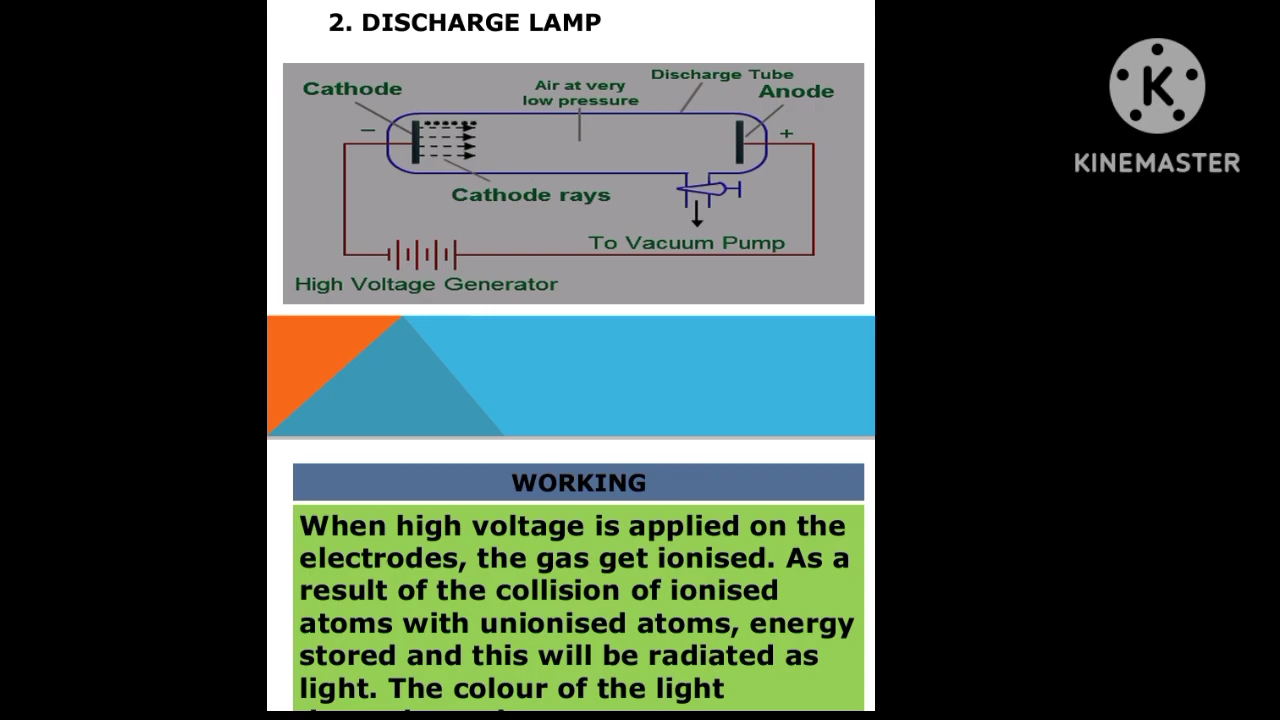 2. DISCHARGE LAMP
Discharge Tube
Cathode
Air at very
low pressure
Anode
−
+
Cathode rays
To Vacuum Pump
High Voltage Generator
K
KINEMASTER
WORKING
When high voltage is applied on the
electrodes, the gas get ionised. As a
result of the collision of ionised
atoms with unionised atoms, energy
stored and this will be radiated as
light. The colour of the light